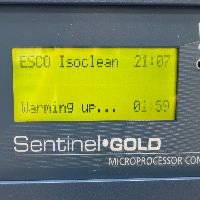 ESCO Isoclean 21:07
Warming up... 01:59
Sentinel•GOLD
MICROPROCESSOR CON